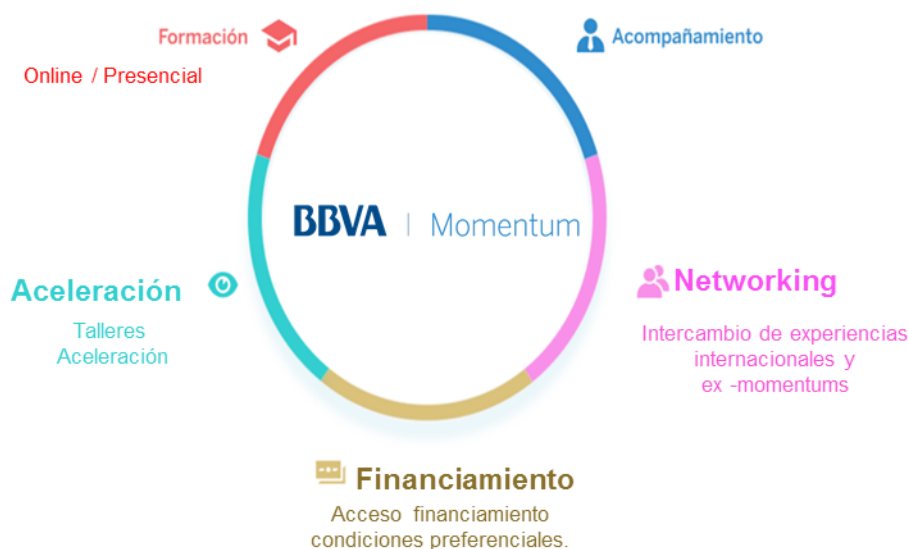 Formación
Online / Presencial
Acompañamiento
BBVA | Momentum
Aceleración
Talleres
Aceleración
Networking
Intercambio de experiencias
internacionales y
ex -momentums
Financiamiento
Acceso financiamiento
condiciones preferenciales.